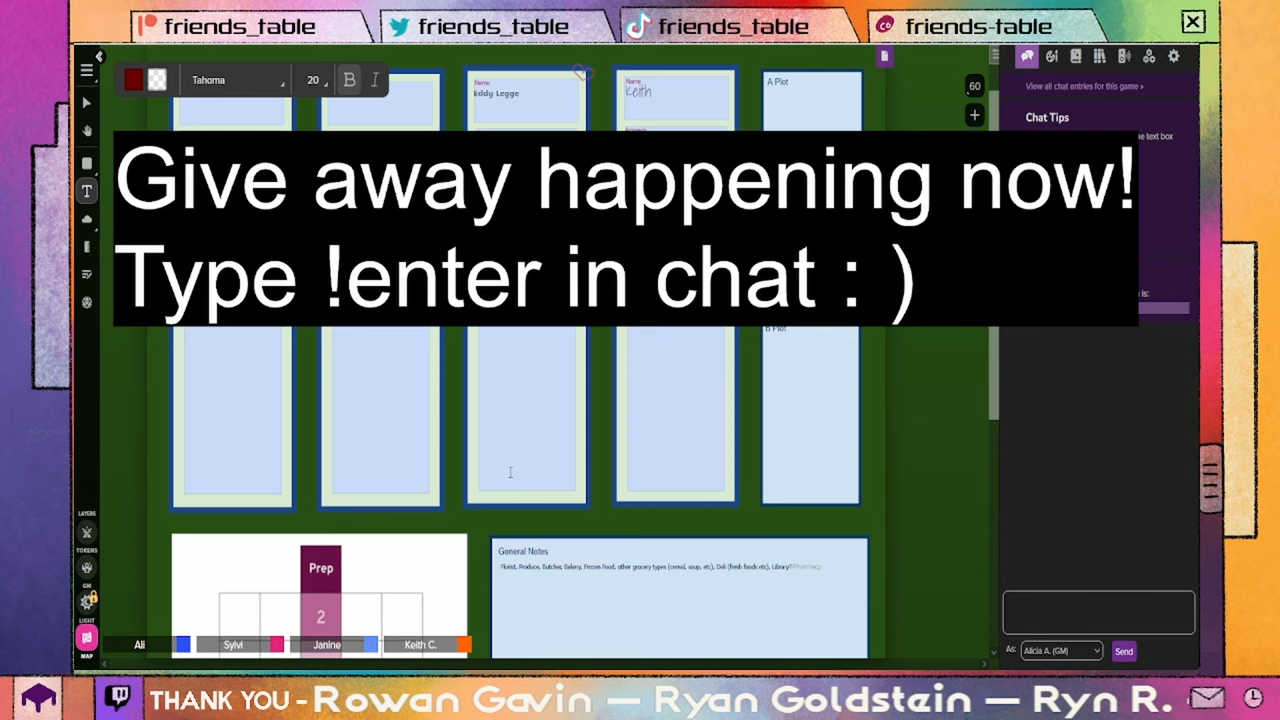 friends_table
friends_table
friends_table
friends-table
Tahoma
20
B
I
Name
Eddy Legge
Name
Keith
A Plot
60
View all chat entries for this game »
Chat Tips
e text box
Give away happening now!
Type !enter in chat : )
is:
B Plot
LAYERS
TOKENS
GM
LIGHT
MAP
Prep
2
General Notes
Florist, Produce, Butcher, Bakery, Frozen Food, other grocery types (cereal, soup, etc), Deli (fresh foods etc), Library? Pharmacy
Ali
Sylvi
Janine
Keith C.
As:
Alicia A. (GM)
Send
THANK YOU - Rowan Gavin — Ryan Goldstein — Ryn R.